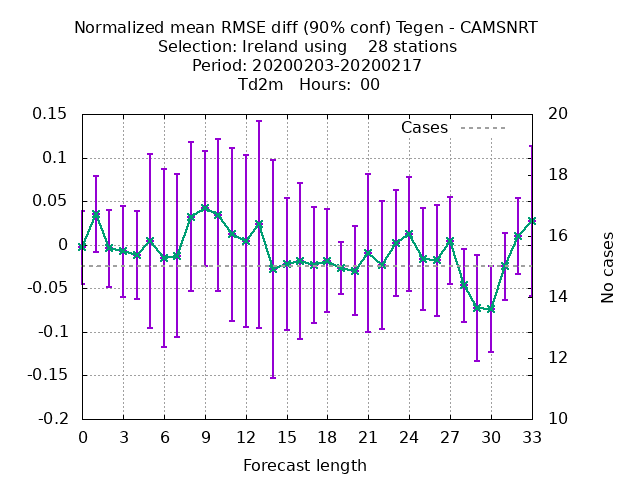 Normalized mean RMSE diff (90% conf) Tegen - CAMSNRT
Selection: Ireland using 28 stations
Period: 20200203-20200217
Td2m Hours: 00
Cases
0.15
0.1
0.05
0
-0.05
-0.1
-0.15
-0.2
20
18
16
14
12
10
No cases
0 3 6 9 12 15 18 21 24 27 30 33
Forecast length